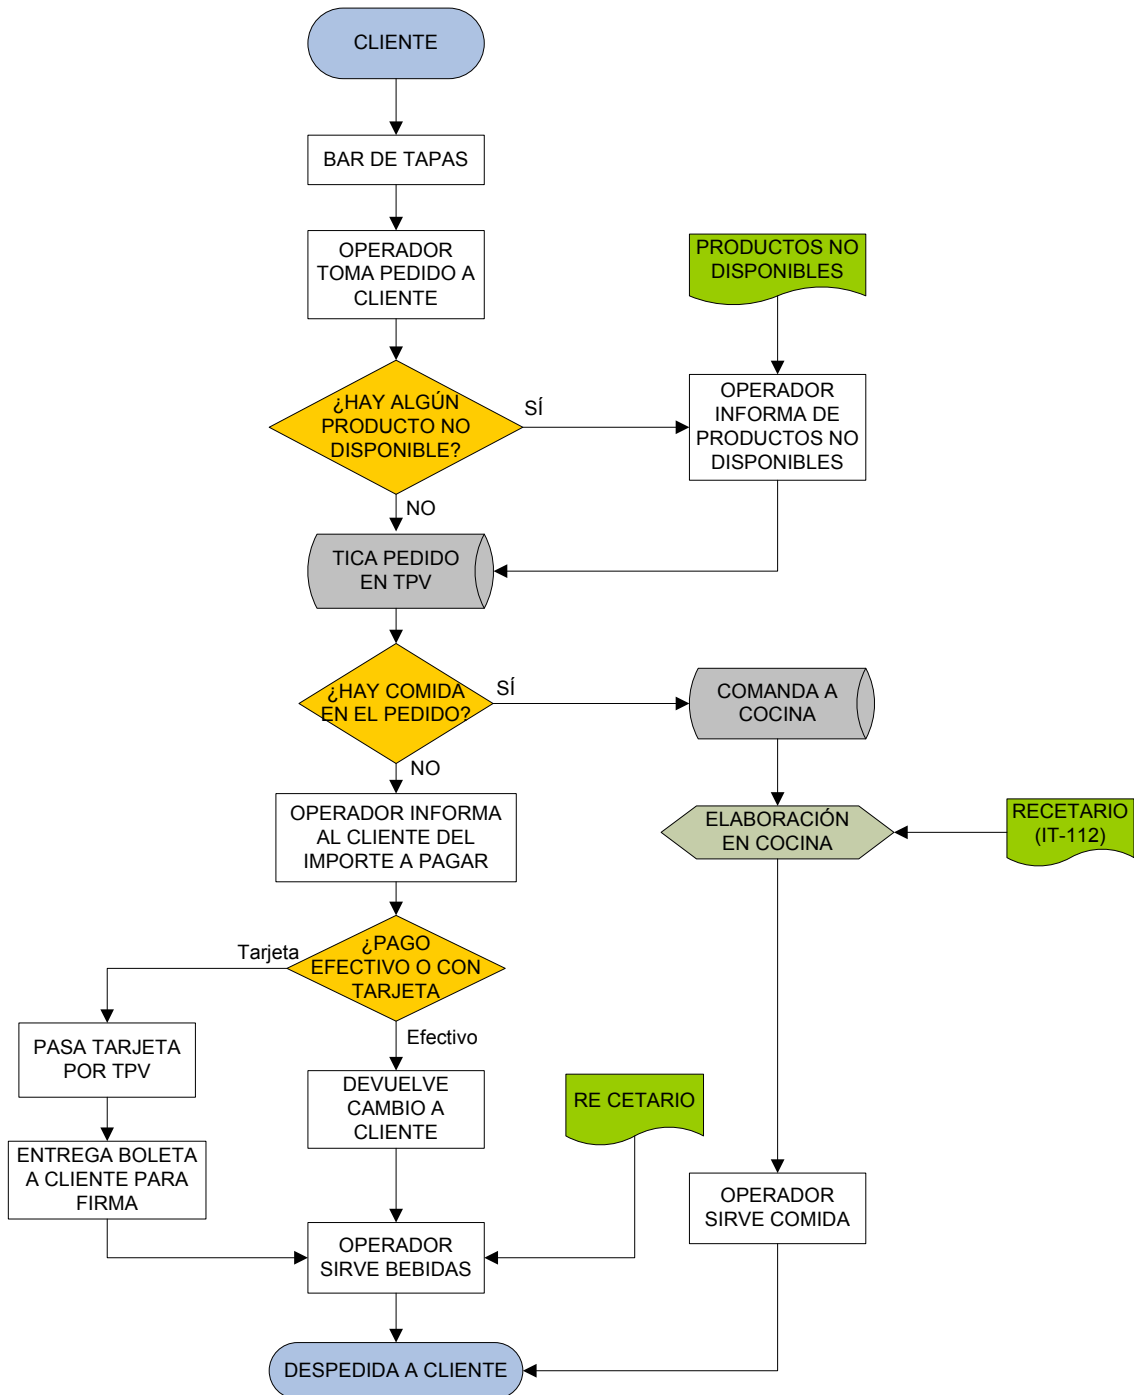 CLIENTE
BAR DE TAPAS
OPERADOR
TOMA PEDIDO A
CLIENTE
PRODUCTOS NO
DISPONIBLES
¿HAY ALGÚN
PRODUCTO NO
DISPONIBLE?
SÍ
OPERADOR
INFORMA DE
PRODUCTOS NO
DISPONIBLES
NO
TICA PEDIDO
EN TPV
¿HAY COMIDA
EN EL PEDIDO?
SÍ
COMANDA A
COCINA
NO
OPERADOR INFORMA
AL CLIENTE DEL
IMPORTE A PAGAR
ELABORACIÓN
EN COCINA
RECETARIO
(IT-112)
¿PAGO
EFECTIVO O CON
TARJETA
Tarjeta
Efectivo
PASA TARJETA
POR TPV
DEVUELVE
CAMBIO A
CLIENTE
RE CETARIO
ENTREGA BOLETA
A CLIENTE PARA
FIRMA
OPERADOR
SIRVE COMIDA
OPERADOR
SIRVE BEBIDAS
DESPEDIDA A CLIENTE